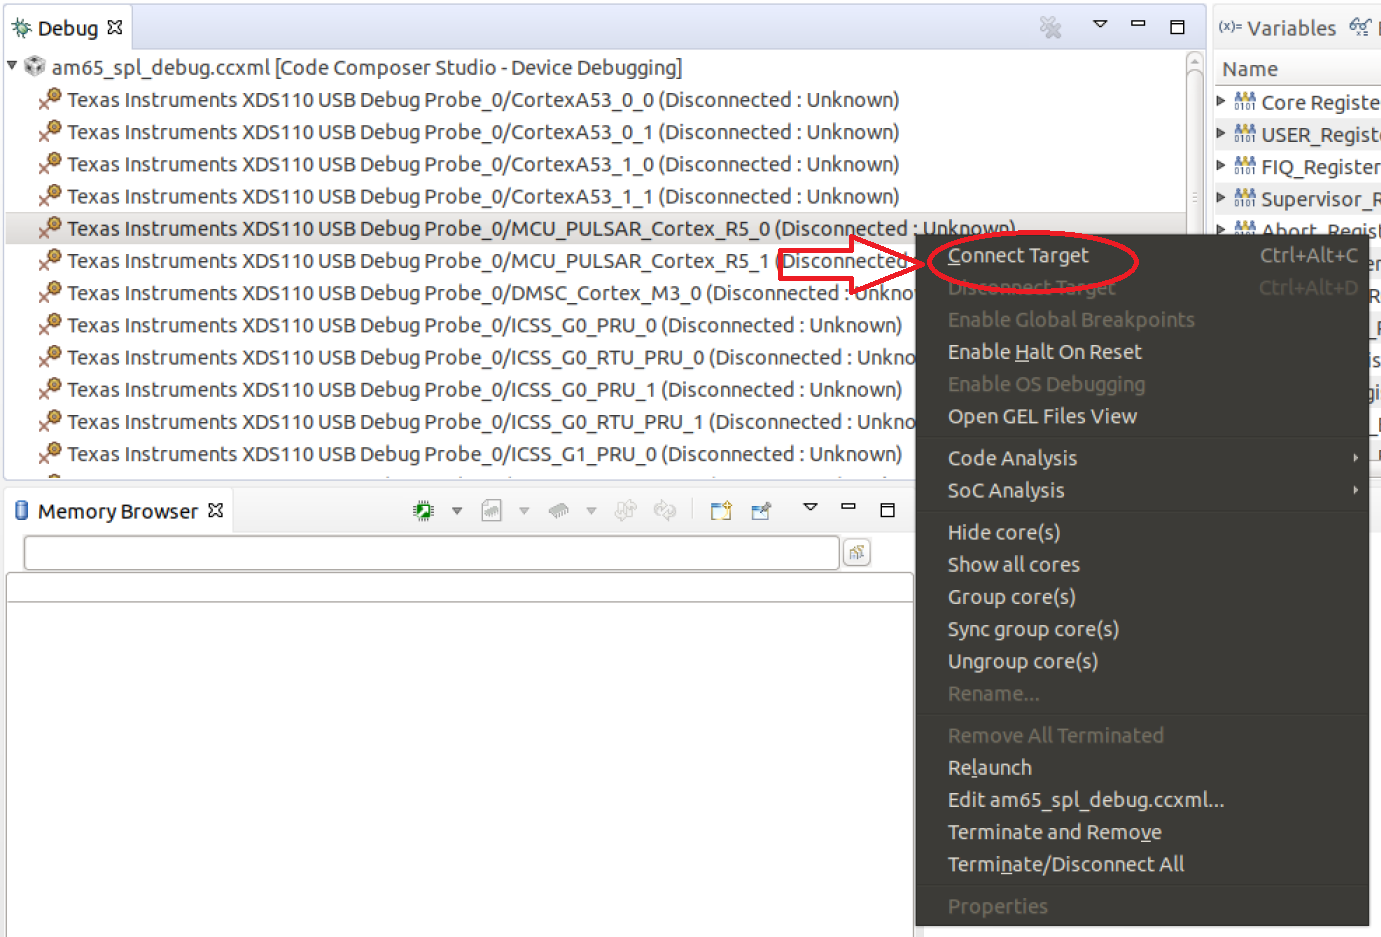 Debug
am65_spl_debug.ccxml [Code Composer Studio - Device Debugging]
Texas Instruments XDS110 USB Debug Probe_0/CortexA53_0_0 (Disconnected : Unknown)
Texas Instruments XDS110 USB Debug Probe_0/CortexA53_0_1 (Disconnected : Unknown)
Texas Instruments XDS110 USB Debug Probe_0/CortexA53_1_0 (Disconnected : Unknown)
Texas Instruments XDS110 USB Debug Probe_0/CortexA53_1_1 (Disconnected : Unknown)
Texas Instruments XDS110 USB Debug Probe_0/MCU_PULSAR_Cortex_R5_0 (Disconnected : Unknown)
Texas Instruments XDS110 USB Debug Probe_0/MCU_PULSAR_Cortex_R5_1 (Disconnected
Texas Instruments XDS110 USB Debug Probe_0/DMSC_Cortex_M3_0 (Disconnected : Unkno
Texas Instruments XDS110 USB Debug Probe_0/ICSS_G0_PRU_0 (Disconnected : Unknown)
Texas Instruments XDS110 USB Debug Probe_0/ICSS_G0_RTU_PRU_0 (Disconnected : Unkno
Texas Instruments XDS110 USB Debug Probe_0/ICSS_G0_PRU_1 (Disconnected : Unknown)
Texas Instruments XDS110 USB Debug Probe_0/ICSS_G0_RTU_PRU_1 (Disconnected : Unkno
Texas Instruments XDS110 USB Debug Probe_0/ICSS_G1_PRU_0 (Disconnected : Unknown)
(x)= Variables
Name
Core Registe
USER_Registe
FIQ_Register
Supervisor_R
Abort_Regist
Connect Target Ctrl+Alt+C
Disconnect Target Ctrl+Alt+D
Enable Global Breakpoints
Enable Halt On Reset
Enable OS Debugging
Open GEL Files View
Code Analysis
SoC Analysis
Hide core(s)
Show all cores
Group core(s)
Sync group core(s)
Ungroup core(s)
Rename...
Remove All Terminated
Relaunch
Edit am65_spl_debug.ccxml...
Terminate and Remove
Terminate/Disconnect All
Properties
Memory Browser